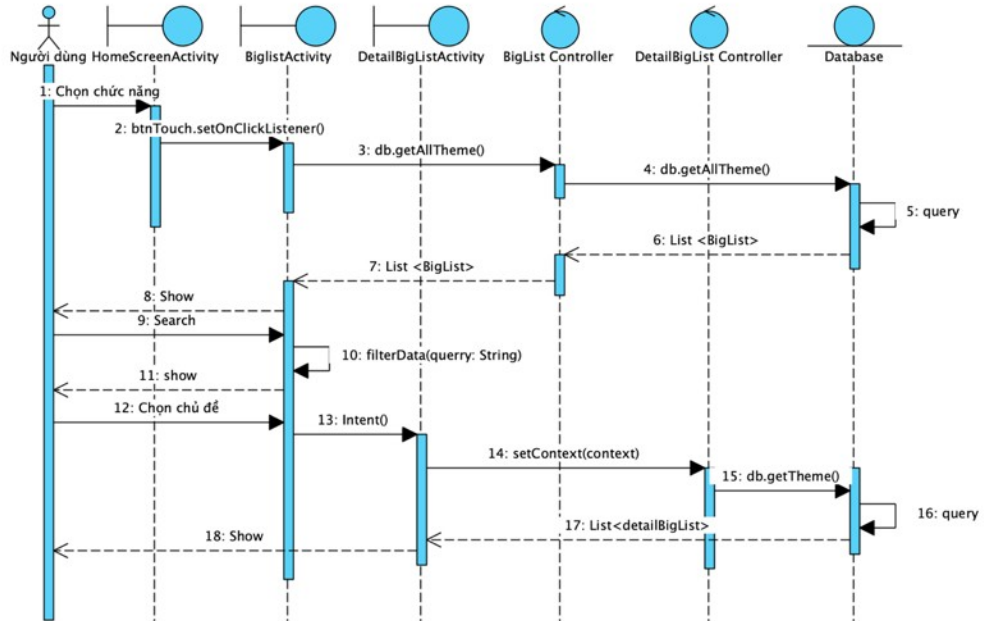 Người dùng HomeScreenActivity BiglistActivity DetailBigListActivity BigList Controller DetailBigList Controller Database
1: Chọn chức năng
2: btnTouch.setOnClickListener()
3: db.getAllTheme()
4: db.getAllTheme()
5: query
6: List <BigList>
7: List <BigList>
8: Show
9: Search
10: filterData(querry: String)
11: show
12: Chọn chủ đề
13: Intent()
14: setContext(context)
15: db.getTheme()
16: query
17: List<detailBigList>
18: Show